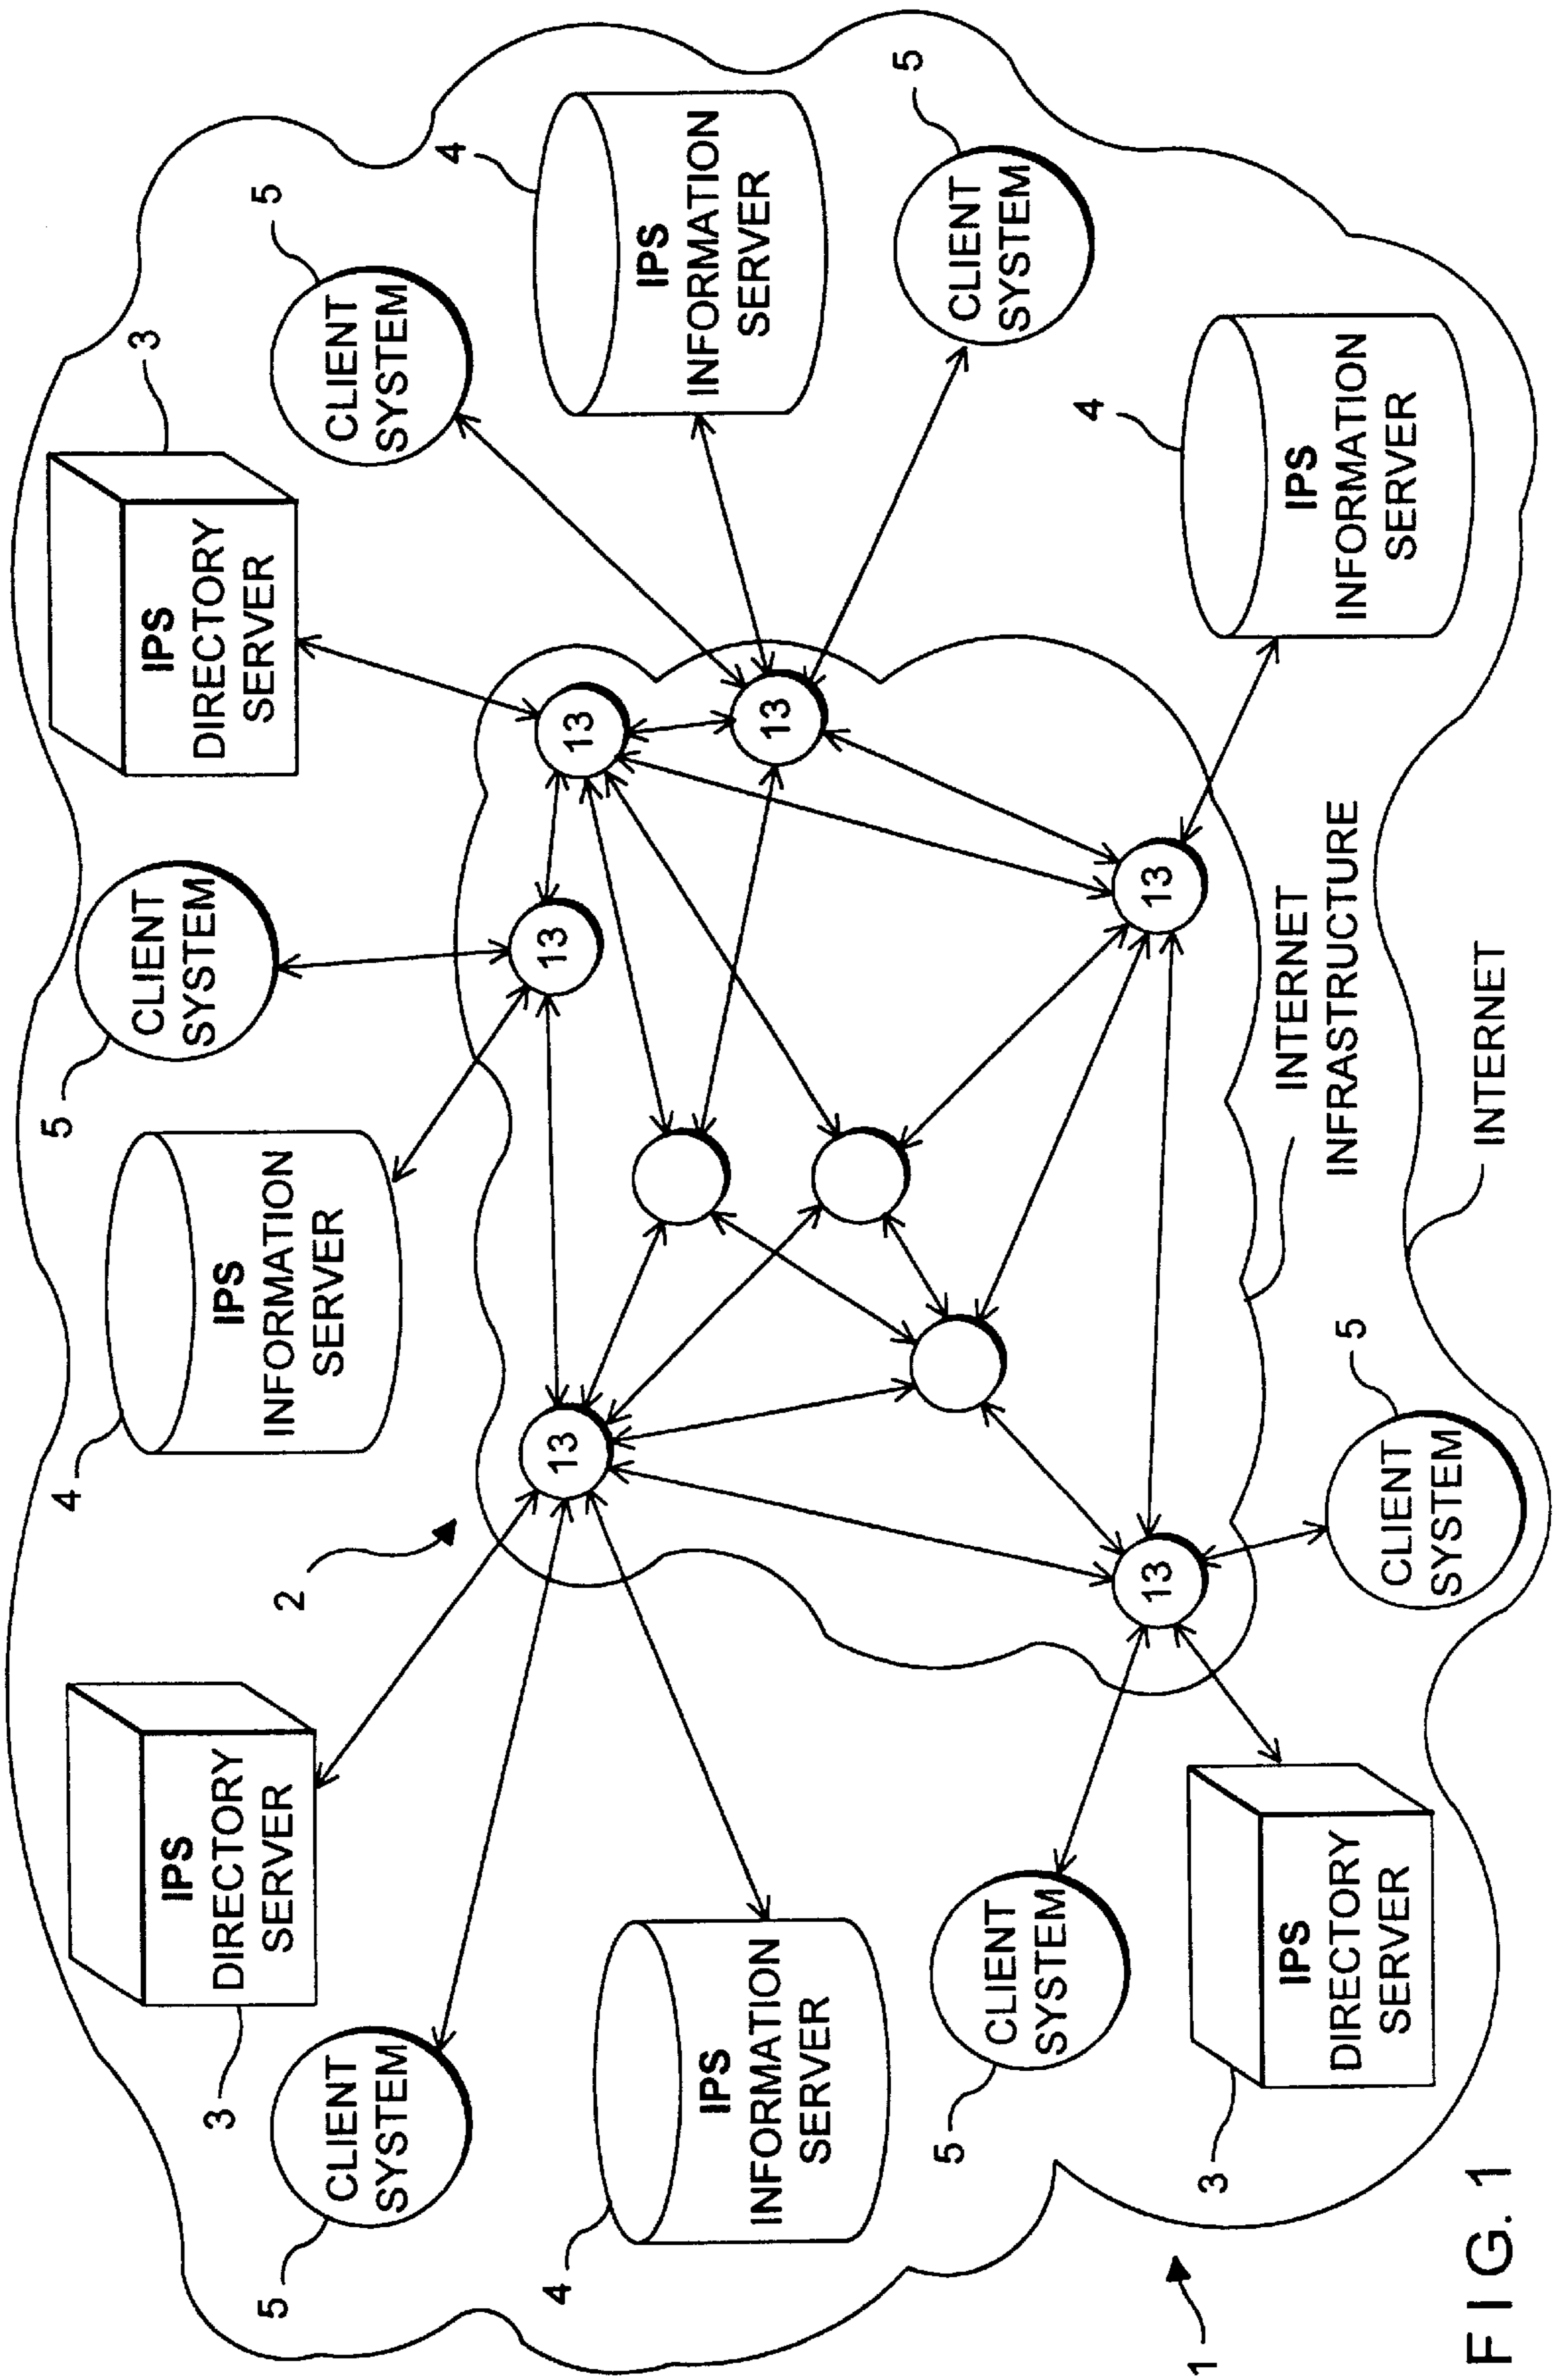 3
IPS
DIRECTORY
SERVER
4
IPS
INFORMATION
SERVER
5
CLIENT
SYSTEM
3
IPS
DIRECTORY
SERVER
5
CLIENT
SYSTEM
2
5
CLIENT
SYSTEM
13
13
13
13
4
IPS
INFORMATION
SERVER
4
IPS
INFORMATION
SERVER
5
CLIENT
SYSTEM
5
CLIENT
SYSTEM
13
13
3
IPS
DIRECTORY
SERVER
4
IPS
INFORMATION
SERVER
INTERNET
INFRASTRUCTURE
5
CLIENT
SYSTEM
INTERNET
1
FIG. 1